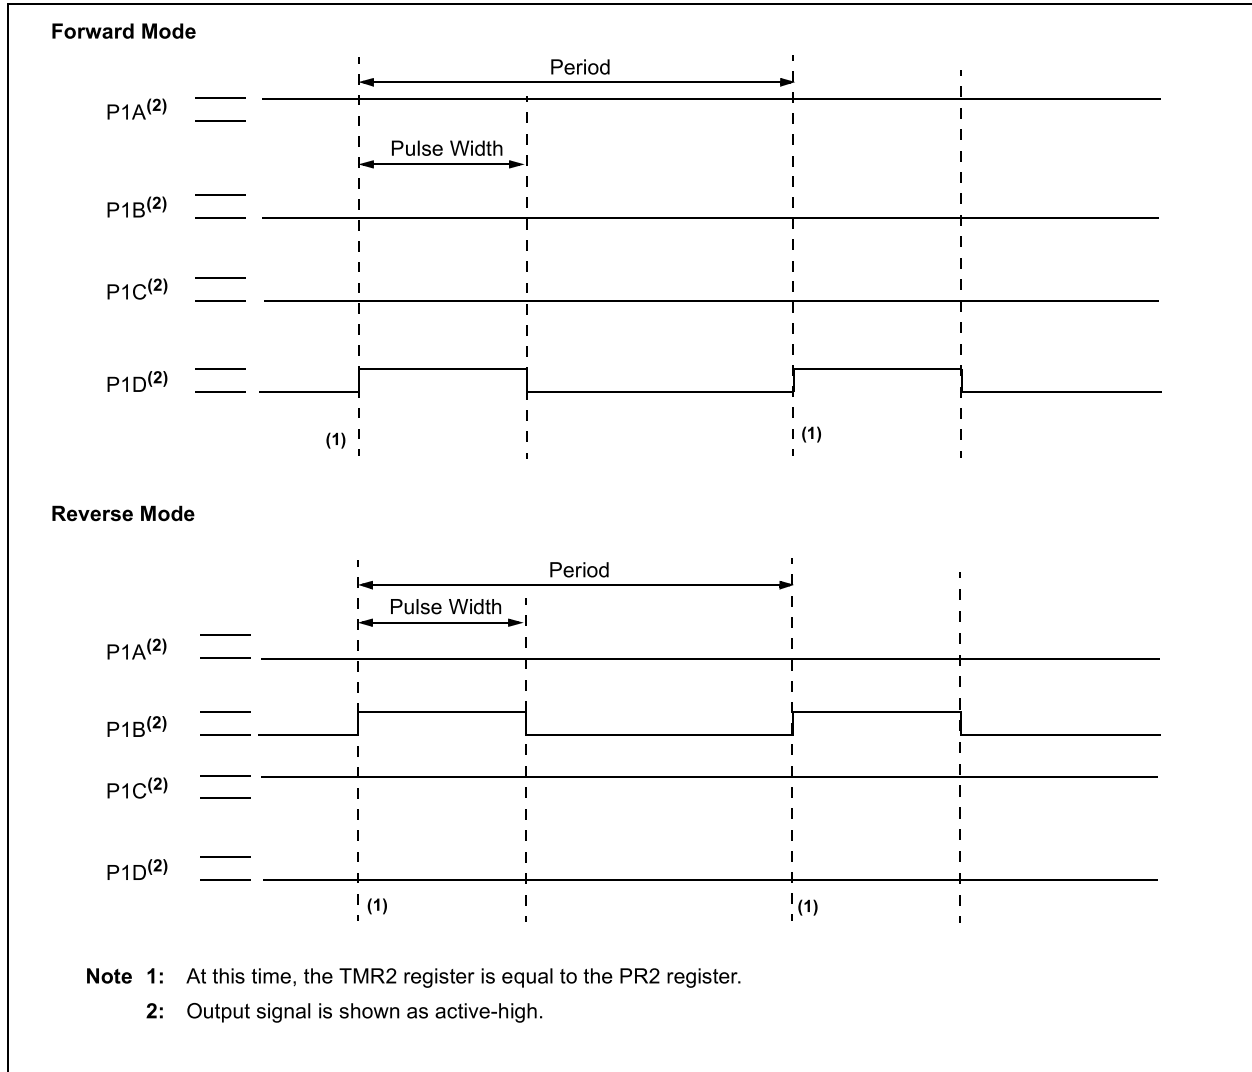 Forward Mode
Period
P1A(2)
Pulse Width
P1B(2)
P1C(2)
P1D(2)
(1)
(1)
Reverse Mode
Period
Pulse Width
P1A(2)
P1B(2)
P1C(2)
P1D(2)
(1)
(1)
Note 1: At this time, the TMR2 register is equal to the PR2 register.
2: Output signal is shown as active-high.